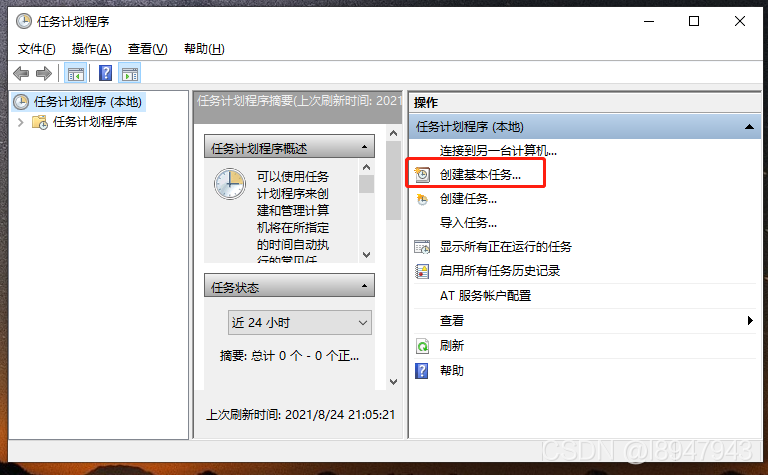 任务计划程序
文件(F) 操作(A) 查看(V) 帮助(H)
任务计划程序 (本地)
任务计划程序库
任务计划程序摘要(上次刷新时间: 2021
任务计划程序概述
可以使用任务
计划程序来创
建和管理计算
机将在所指定
的时间自动执
行的常见任
任务状态
近 24 小时
摘要: 总计 0 个 - 0 个正...
上次刷新时间: 2021/8/24 21:05:21
操作
任务计划程序 (本地)
连接到另一台计算机...
创建基本任务...
创建任务...
导入任务...
显示所有正在运行的任务
启用所有任务历史记录
AT 服务帐户配置
查看
刷新
帮助
CSDN @l8947943